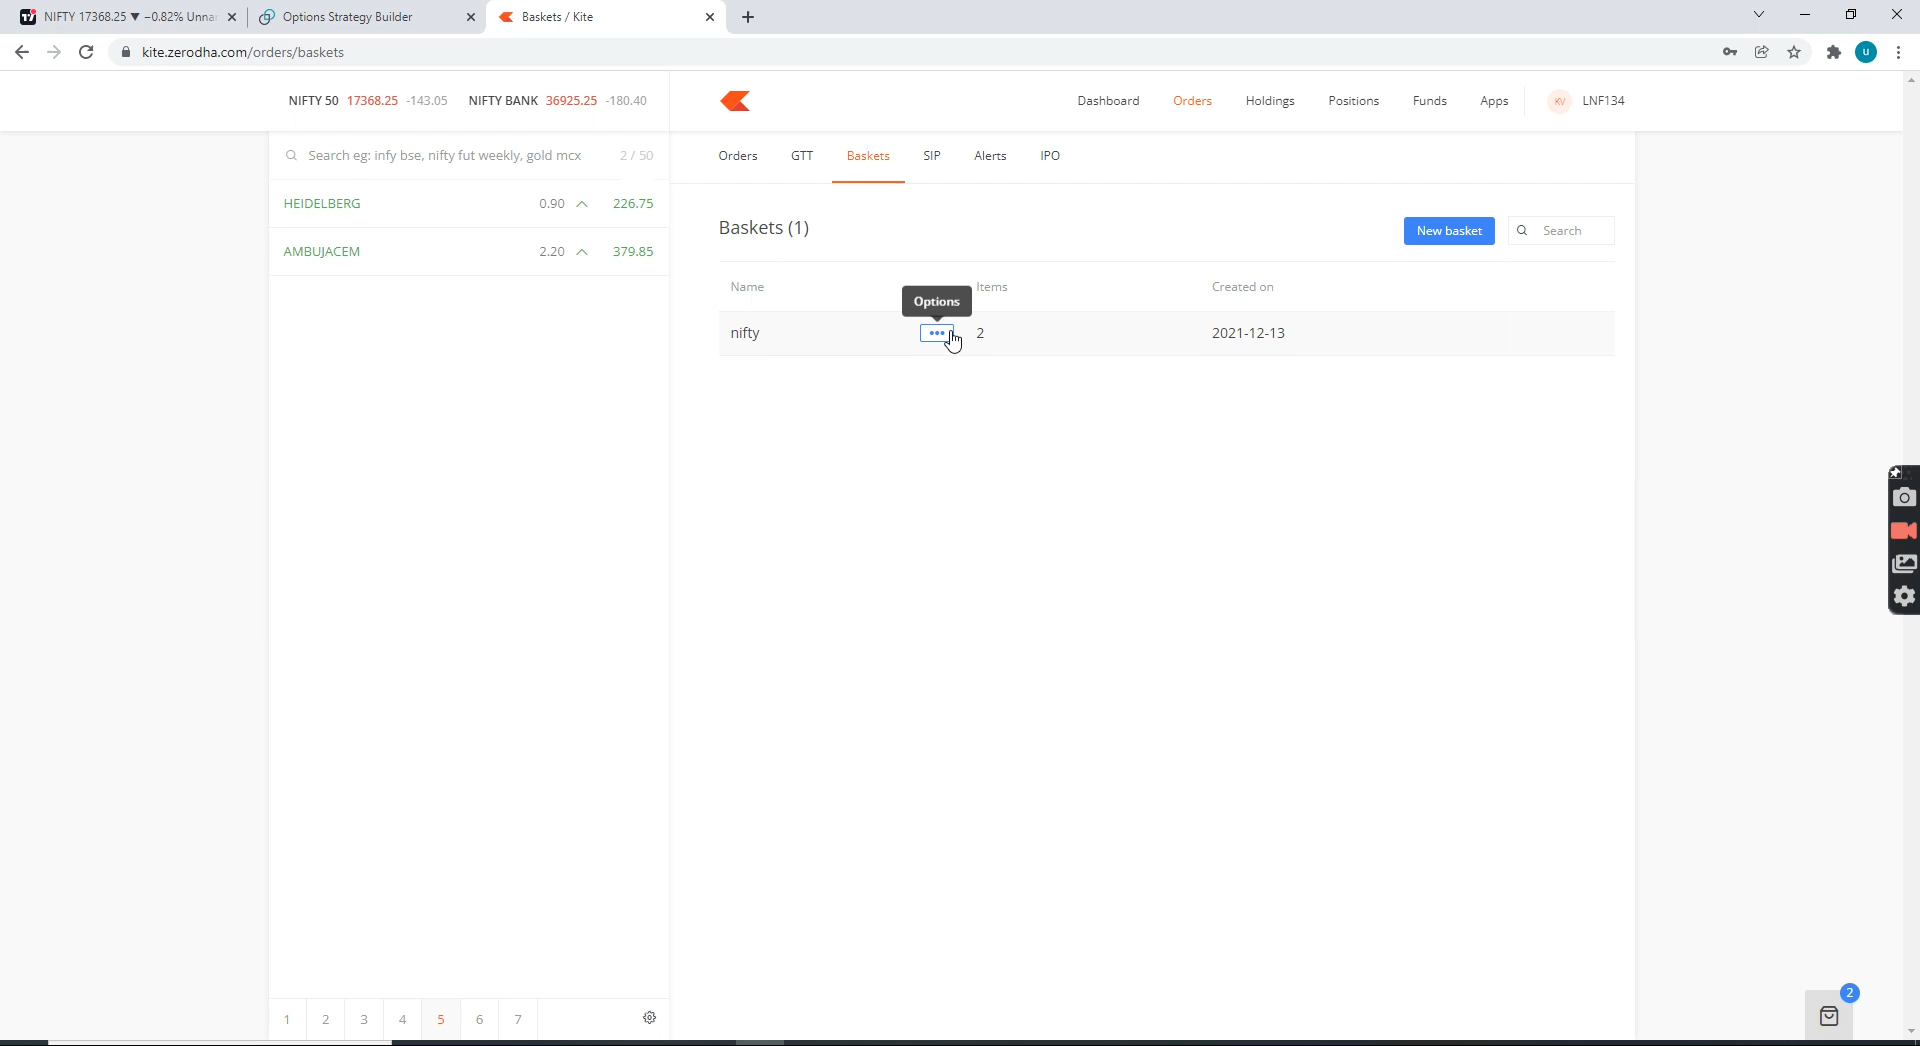 NIFTY 17368.25 ▼ −0.82% Unna
Options Strategy Builder
Baskets / Kite
kite.zerodha.com/orders/baskets
u
NIFTY 50 17368.25 -143.05 NIFTY BANK 36925.25 -180.40
Dashboard Orders Holdings Positions Funds Apps KV LNF134
Search eg: infy bse, nifty fut weekly, gold mcx 2 / 50
Orders GTT Baskets SIP Alerts IPO
HEIDELBERG 0.90 226.75
AMBUJACEM 2.20 379.85
Baskets (1)
New basket Search
Name Items Created on
Options
nifty ••• 2 2021-12-13
2
1 2 3 4 5 6 7